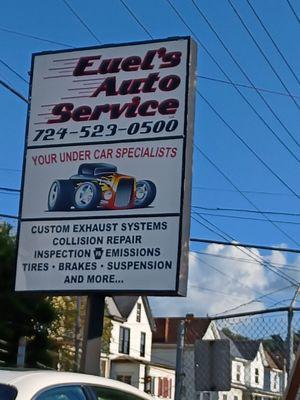 Euel's
Auto
Service
724-523-0500
YOUR UNDER CAR SPECIALISTS
CUSTOM EXHAUST SYSTEMS
COLLISION REPAIR
INSPECTION EMISSIONS
TIRES · BRAKES · SUSPENSION
AND MORE...